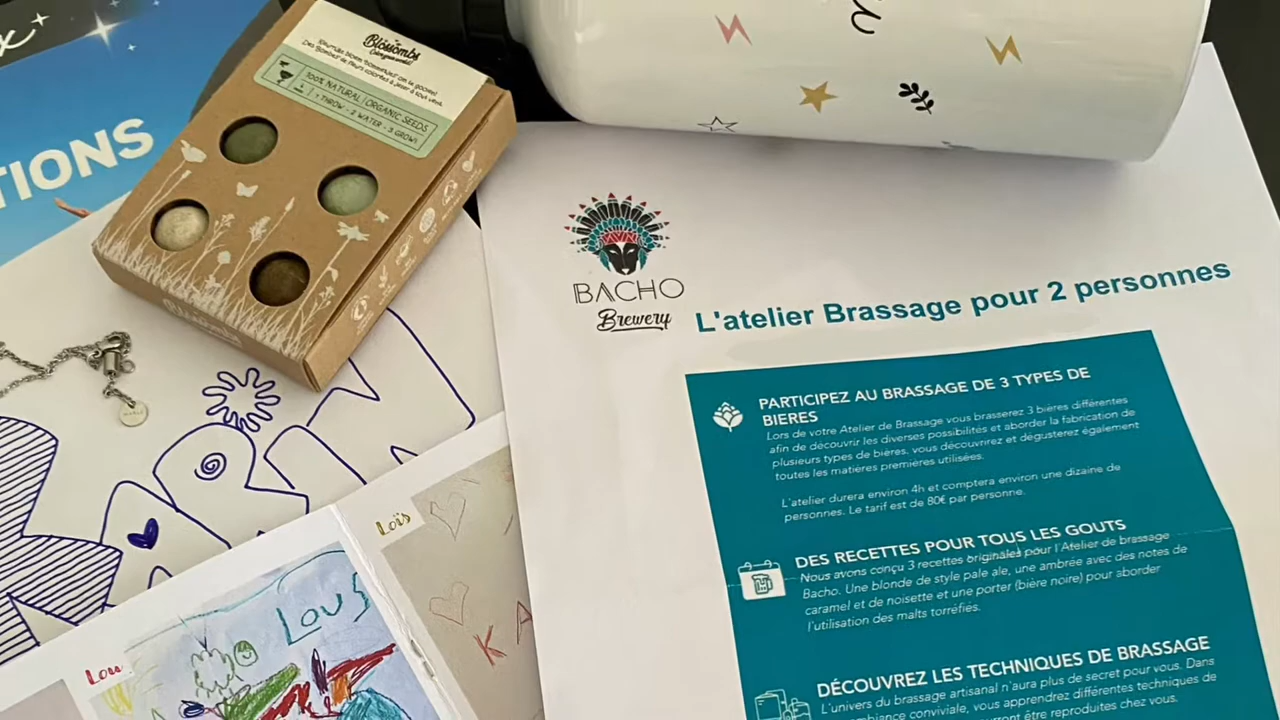 TIONS
Blossombs
100% NATURAL | ORGANIC SEEDS
1 THROW - 2 WATER - 3 GROW!
BACHO
Brewery
L'atelier Brassage pour 2 personnes
PARTICIPEZ AU BRASSAGE DE 3 TYPES DE
BIERES
Lors de votre Atelier de Brassage vous brasserez 3 bières différentes
afin de découvrir les diverses possibilités et aborder la fabrication de
plusieurs types de bières, vous découvrirez et dégusterez également
toutes les matières premières utilisées.
L'atelier durera environ 4h et comptera environ une dizaine de
personnes. Le tarif est de 80€ par personne.
DES RECETTES POUR TOUS LES GOUTS
Nous avons conçu 3 recettes originales pour l'Atelier de brassage
Bacho. Une blonde de style pale ale, une ambrée avec des notes de
caramel et de noisette et une porter (bière noire) pour aborder
l'utilisation des malts torréfiés.
DÉCOUVREZ LES TECHNIQUES DE BRASSAGE
L'univers du brassage artisanal n'aura plus de secret pour vous. Dans
ambiance conviviale, vous apprendrez différentes techniques de
être reproduites chez vous.
Loïs
Lou
LOUS
KA